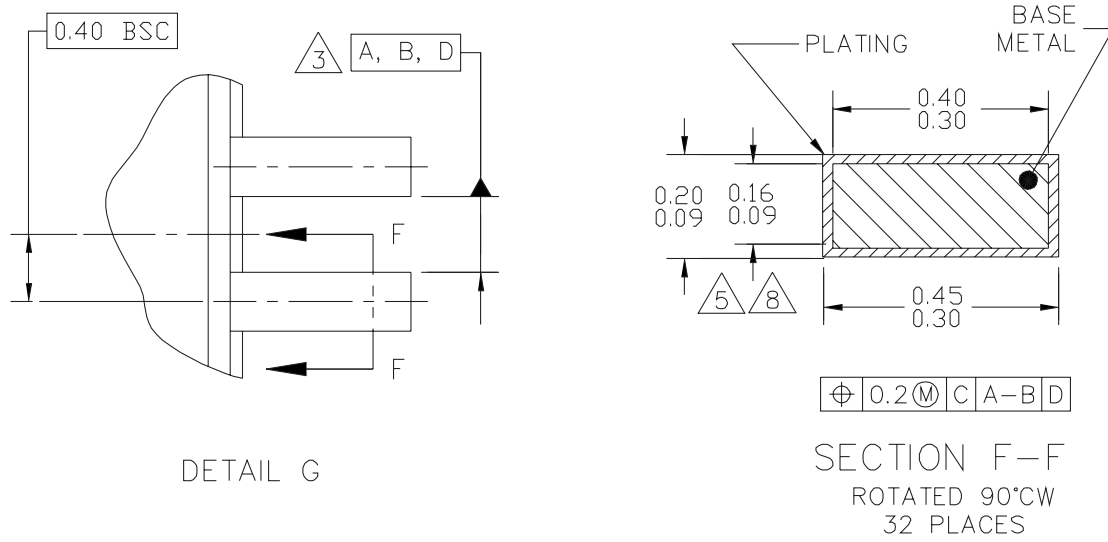 0.40 BSC
3
A, B, D
F
F
DETAIL G
PLATING
BASE
METAL
0.40
0.30
0.20
0.09
0.16
0.09
5
8
0.45
0.30
⌖ 0.2 Ⓜ C A-B D
SECTION F-F
ROTATED 90°CW
32 PLACES